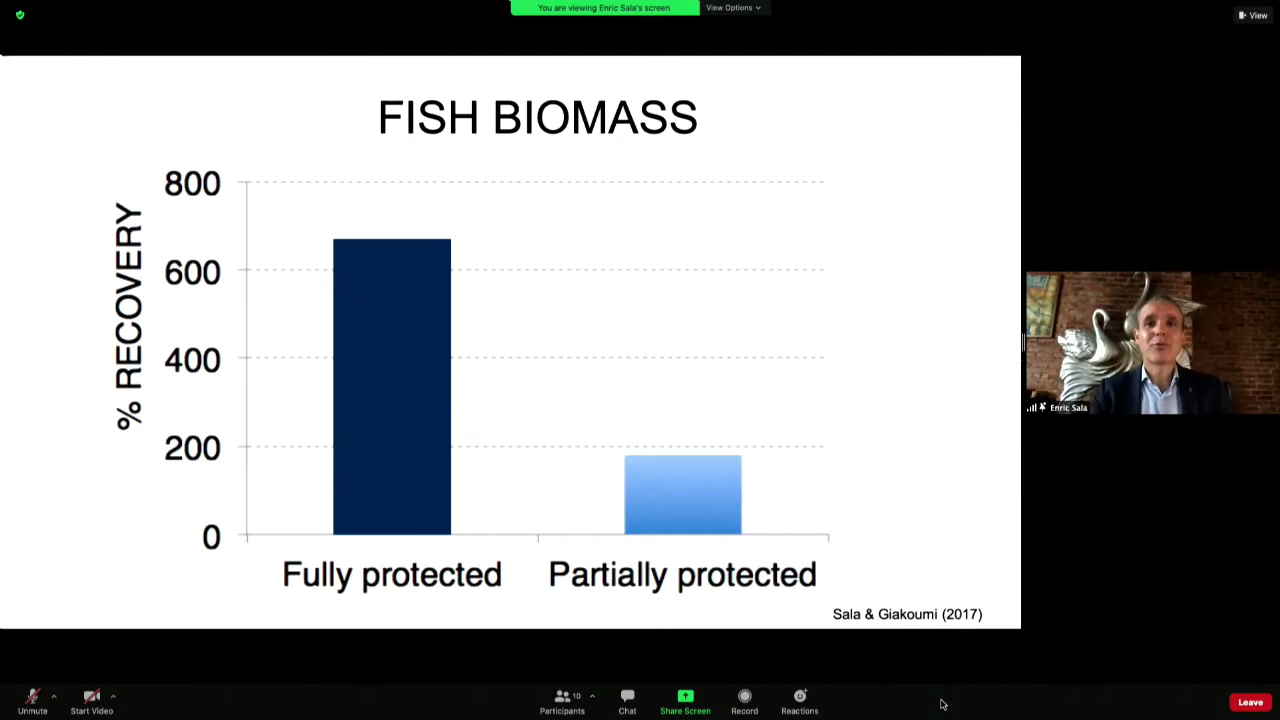 You are viewing Enric Sala's screen
View Options
View
FISH BIOMASS
% RECOVERY
800
600
400
200
0
Fully protected
Partially protected
Sala & Giakoumi (2017)
Enric Sala
Unmute
Start Video
Participants
10
Chat
Share Screen
Record
Reactions
Leave